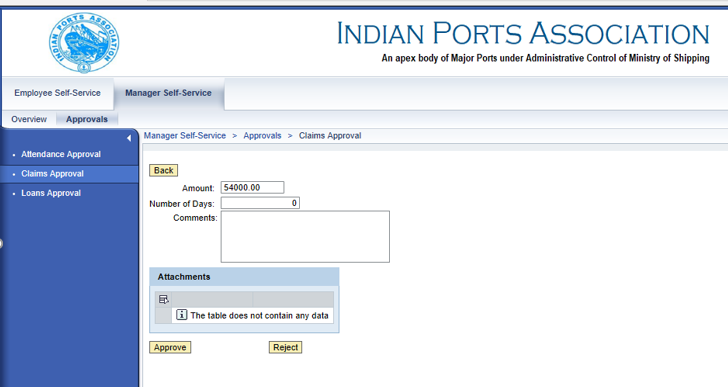 INDIAN PORTS ASSOCIATION
INDIAN PORTS ASSOCIATION
An apex body of Major Ports under Administrative Control of Ministry of Shipping
Employee Self-Service
Manager Self-Service
Overview
Approvals
Manager Self-Service > Approvals > Claims Approval
• Attendance Approval
• Claims Approval
• Loans Approval
Back
Amount: 54000.00
Number of Days: 0
Comments:
Attachments
The table does not contain any data
Approve
Reject